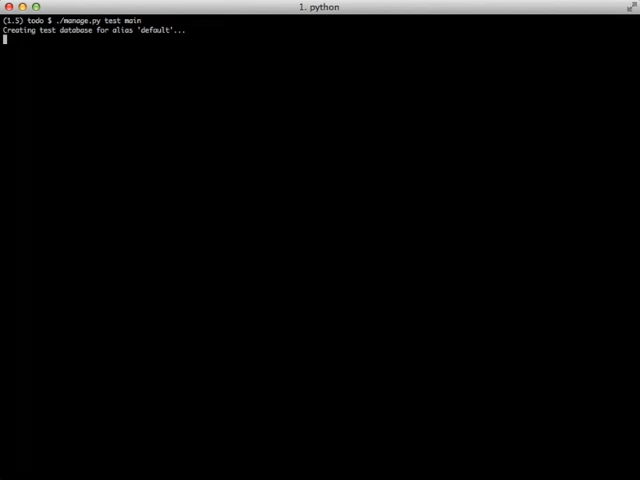 1. python
(1.5) todo $ ./manage.py test main
Creating test database for alias 'default'...